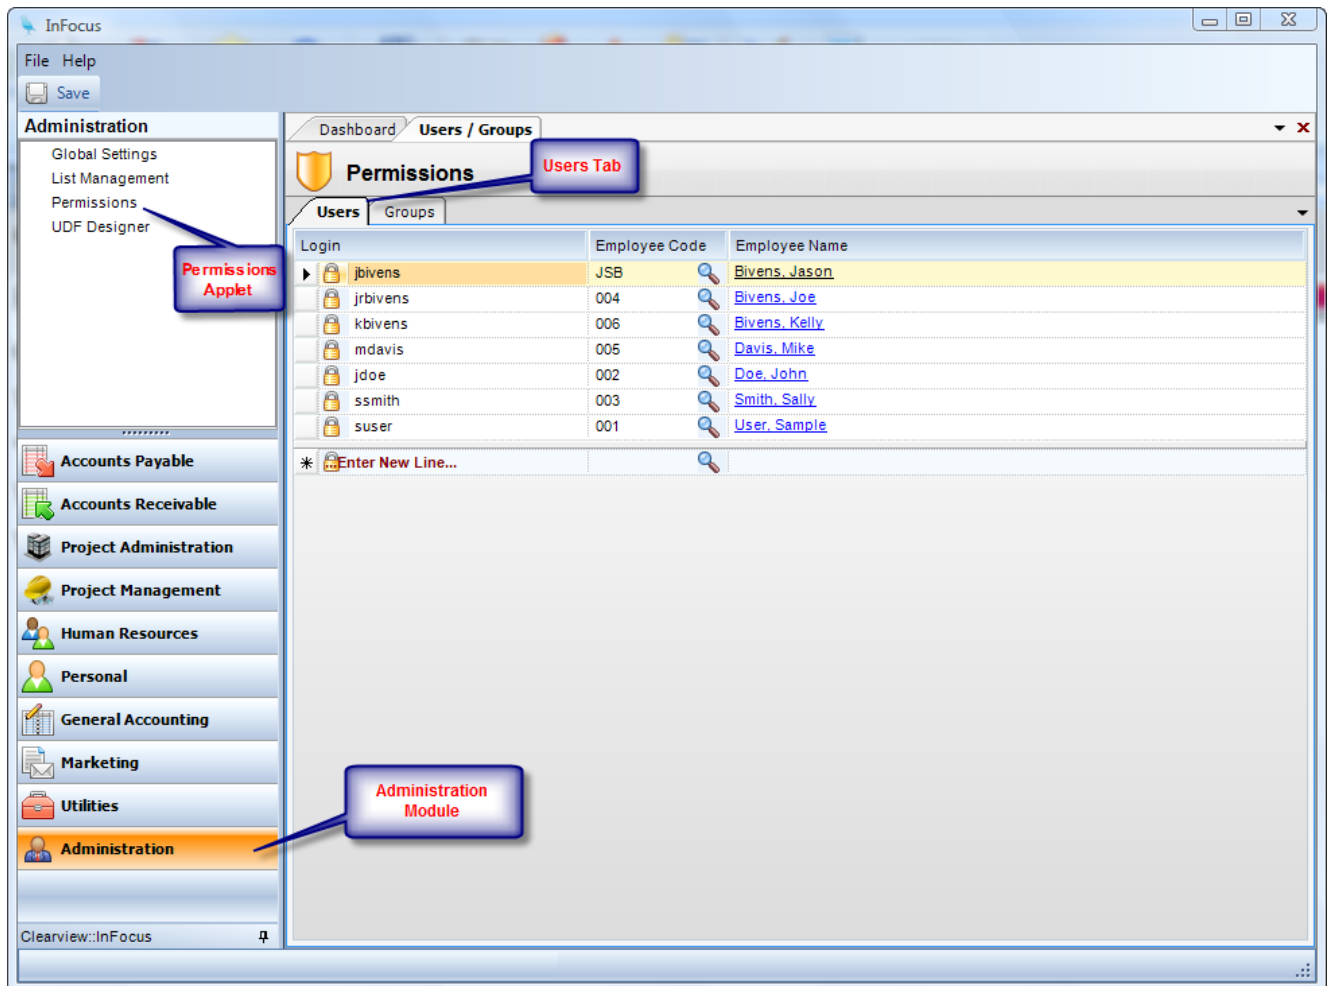 InFocus
File Help
Save
Administration
Global Settings
List Management
Permissions
UDF Designer
Permissions
Applet
Dashboard Users / Groups
Permissions
Users Tab
Users Groups
Login Employee Code Employee Name
jbivens JSB Bivens, Jason
jrbivens 004 Bivens, Joe
kbivens 006 Bivens, Kelly
mdavis 005 Davis, Mike
jdoe 002 Doe, John
ssmith 003 Smith, Sally
suser 001 User, Sample
Enter New Line...
Accounts Payable
Accounts Receivable
Project Administration
Project Management
Human Resources
Personal
General Accounting
Marketing
Utilities
Administration
Administration
Module
Clearview::InFocus